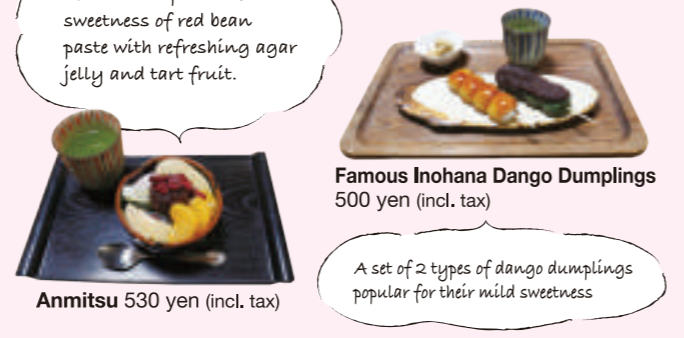 sweetness of red bean
paste with refreshing agar
jelly and tart fruit.
Anmitsu 530 yen (incl. tax)
Famous Inohana Dango Dumplings
500 yen (incl. tax)
A set of 2 types of dango dumplings
popular for their mild sweetness